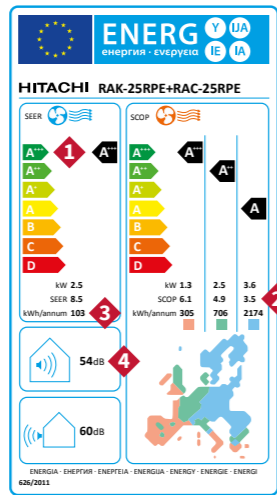 ENERG Y IJA
енергия · ενεργεια IE IA
HITACHI RAK-25RPE+RAC-25RPE
SEER SCOP
A+++ 1 A+++ A+++ A+++
A++ A++ A++
A+ A+
A A A
B B
C C
D D
kW 2.5 kW 1.3 2.5 3.6
SEER 8.5 SCOP 6.1 4.9 3.5 2
kWh/annum 103 3 kWh/annum 305 706 2174
54dB 4
60dB
ENERGIA · ЕНЕРГИЯ · ΕΝΕΡΓΕΙΑ · ENERGIJA · ENERGY · ENERGIE · ENERGI
626/2011